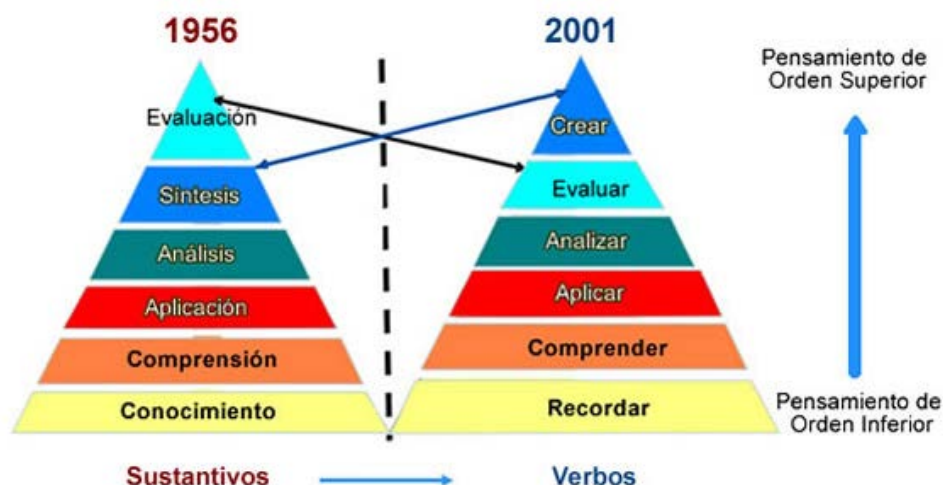 1956
2001
Pensamiento de
Orden Superior
Evaluación
Crear
Síntesis
Evaluar
Análisis
Analizar
Aplicación
Aplicar
Comprensión
Comprender
Conocimiento
Recordar
Pensamiento de
Orden Inferior
Sustantivos
Verbos